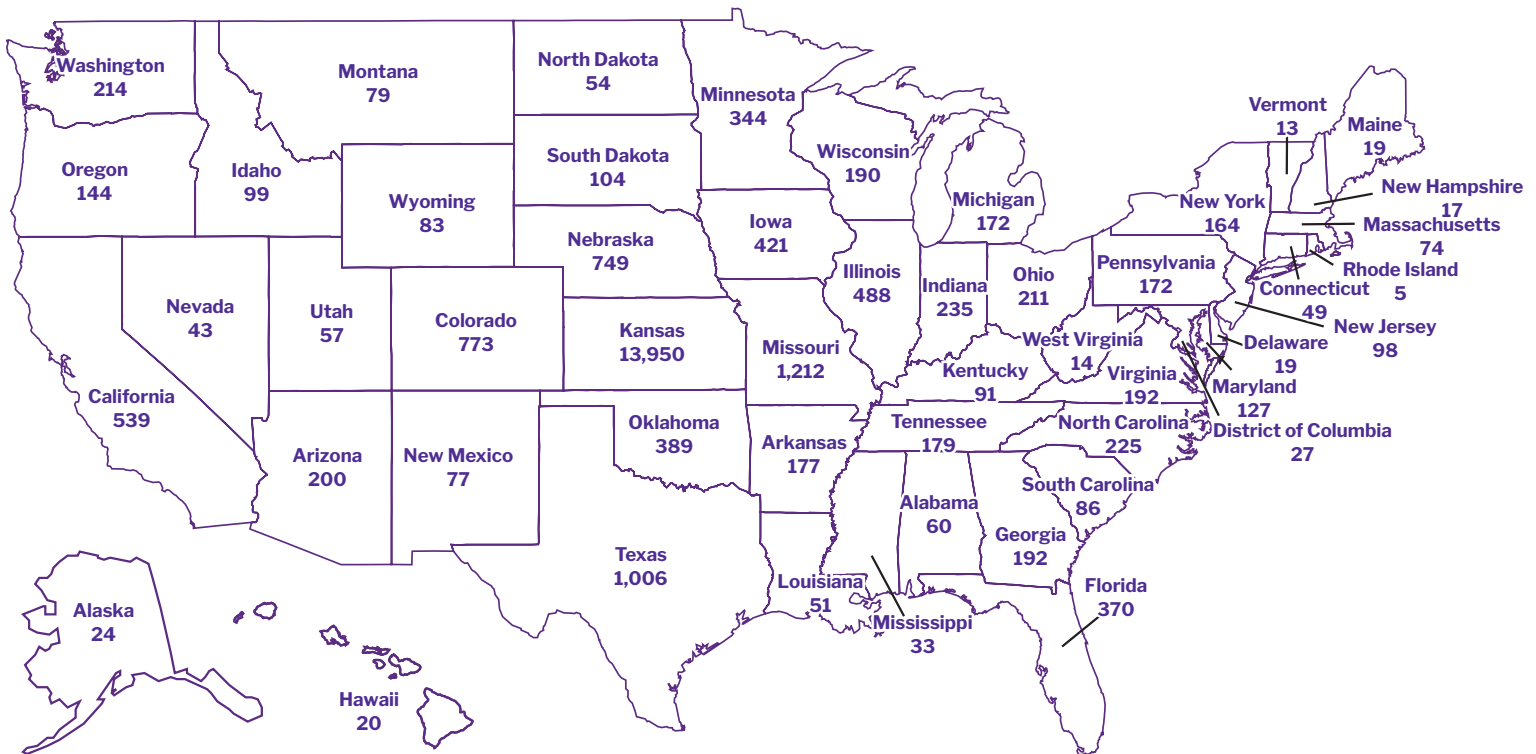 Washington
214
Montana
79
North Dakota
54
Minnesota
344
Vermont
13
Maine
19
Oregon
144
Idaho
99
South Dakota
104
Wisconsin
190
Wyoming
83
Michigan
172
New York
164
New Hampshire
17
Massachusetts
74
Iowa
421
Nebraska
749
Rhode Island
5
Connecticut
49
Illinois
488
Indiana
235
Ohio
211
Pennsylvania
172
Nevada
43
Utah
57
Colorado
773
Kansas
13,950
Missouri
1,212
New Jersey
98
West Virginia
14
Delaware
19
Kentucky
91
Virginia
192
Maryland
127
California
539
Tennessee
179
North Carolina
225
District of Columbia
27
Oklahoma
389
Arkansas
177
Arizona
200
New Mexico
77
South Carolina
86
Alabama
60
Georgia
192
Texas
1,006
Louisiana
51
Florida
370
Mississippi
33
Alaska
24
Hawaii
20